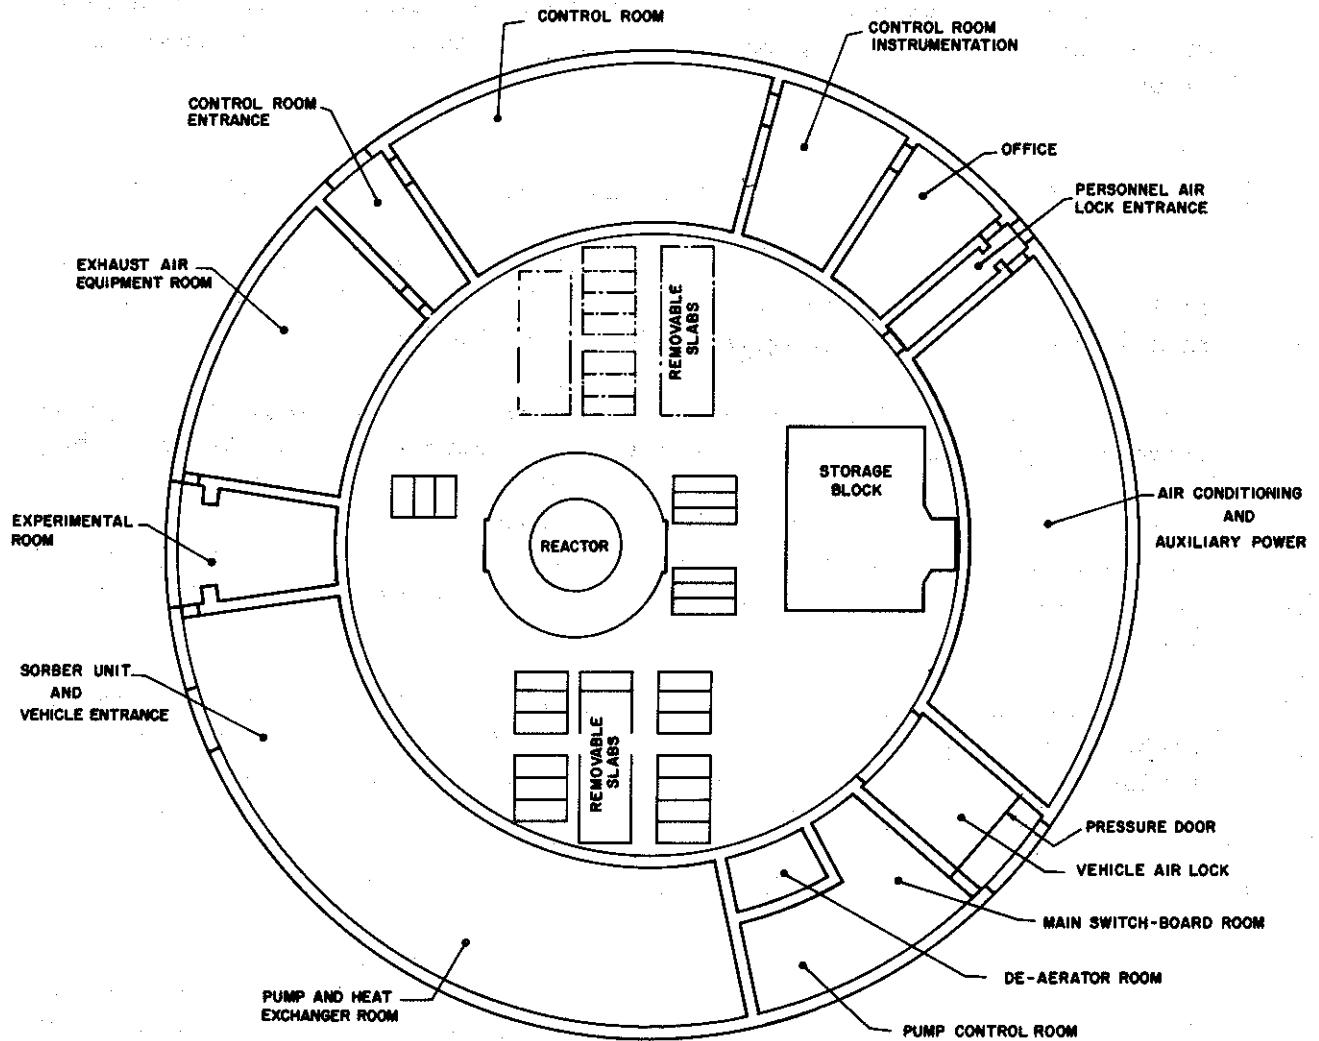 CONTROL ROOM
CONTROL ROOM
INSTRUMENTATION
CONTROL ROOM
ENTRANCE
OFFICE
PERSONNEL AIR
LOCK ENTRANCE
EXHAUST AIR
EQUIPMENT ROOM
REMOVABLE
SLABS
STORAGE
BLOCK
AIR CONDITIONING
AND
AUXILIARY POWER
EXPERIMENTAL
ROOM
REACTOR
SORBER UNIT
AND
VEHICLE ENTRANCE
REMOVABLE
SLABS
PRESSURE DOOR
VEHICLE AIR LOCK
MAIN SWITCH-BOARD ROOM
DE-AERATOR ROOM
PUMP AND HEAT
EXCHANGER ROOM
PUMP CONTROL ROOM